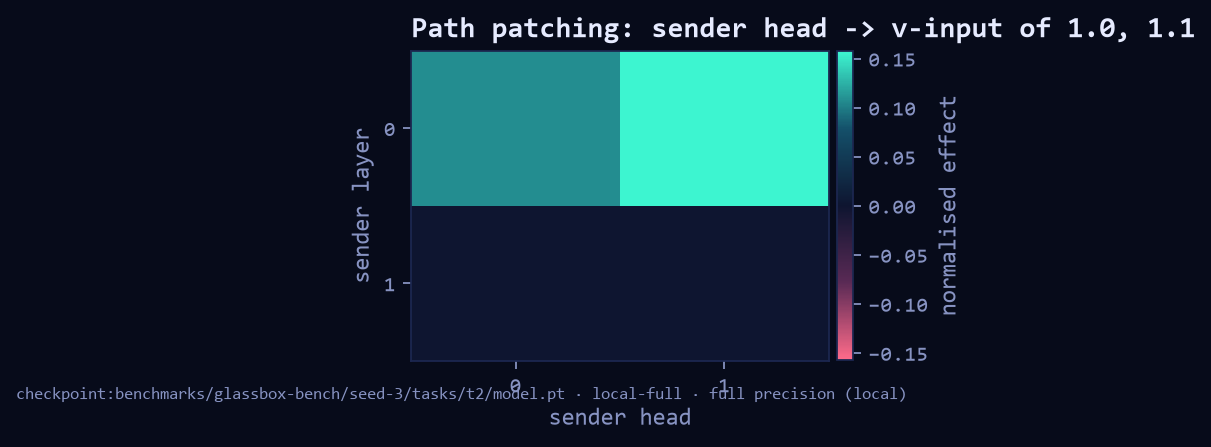 Path patching: sender head -> v-input of 1.0, 1.1
sender layer
0
1
0.15
0.10
0.05
0.00
−0.05
−0.10
−0.15
normalised effect
0 1
checkpoint:benchmarks/glassbox-bench/seed-3/tasks/t2/model.pt · local-full · full precision (local)
sender head